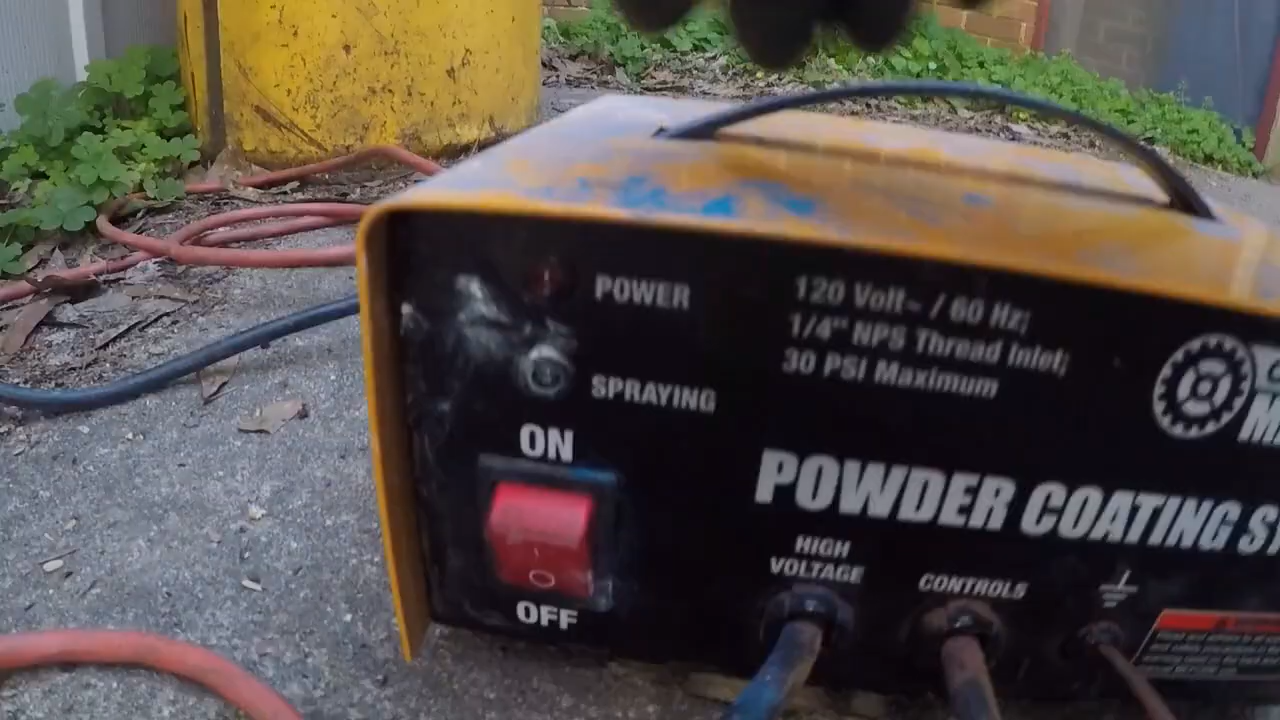 POWER
120 Volt~ / 60 Hz;
1/4" NPS Thread Inlet;
30 PSI Maximum
SPRAYING
ON
POWDER COATING
HIGH
VOLTAGE
CONTROLS
OFF